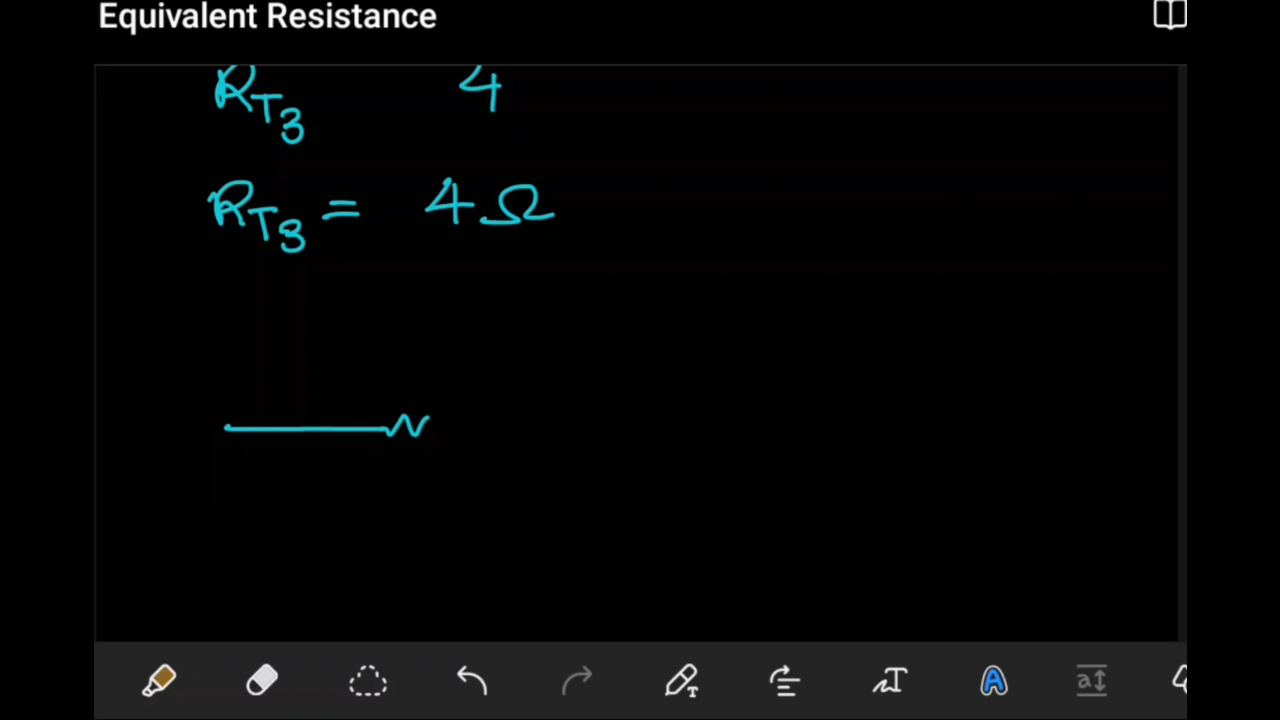 Equivalent Resistance
RT3 4
RT3 = 4Ω